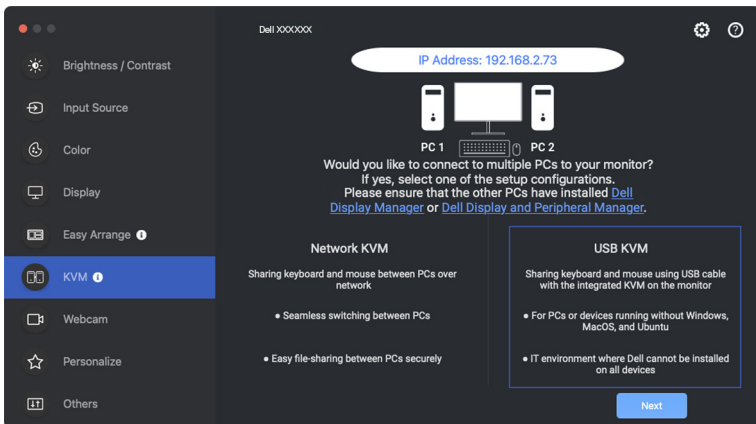 Dell XXXXXX
Brightness / Contrast
Input Source
Color
Display
Easy Arrange
KVM
Webcam
Personalize
Others
IP Address: 192.168.2.73
PC 1
PC 2
Would you like to connect to multiple PCs to your monitor?
If yes, select one of the setup configurations.
Please ensure that the other PCs have installed Dell
Display Manager or Dell Display and Peripheral Manager.
Network KVM
Sharing keyboard and mouse between PCs over
network
● Seamless switching between PCs
● Easy file-sharing between PCs securely
USB KVM
Sharing keyboard and mouse using USB cable
with the integrated KVM on the monitor
● For PCs or devices running without Windows,
MacOS, and Ubuntu
● IT environment where Dell cannot be installed
on all devices
Next